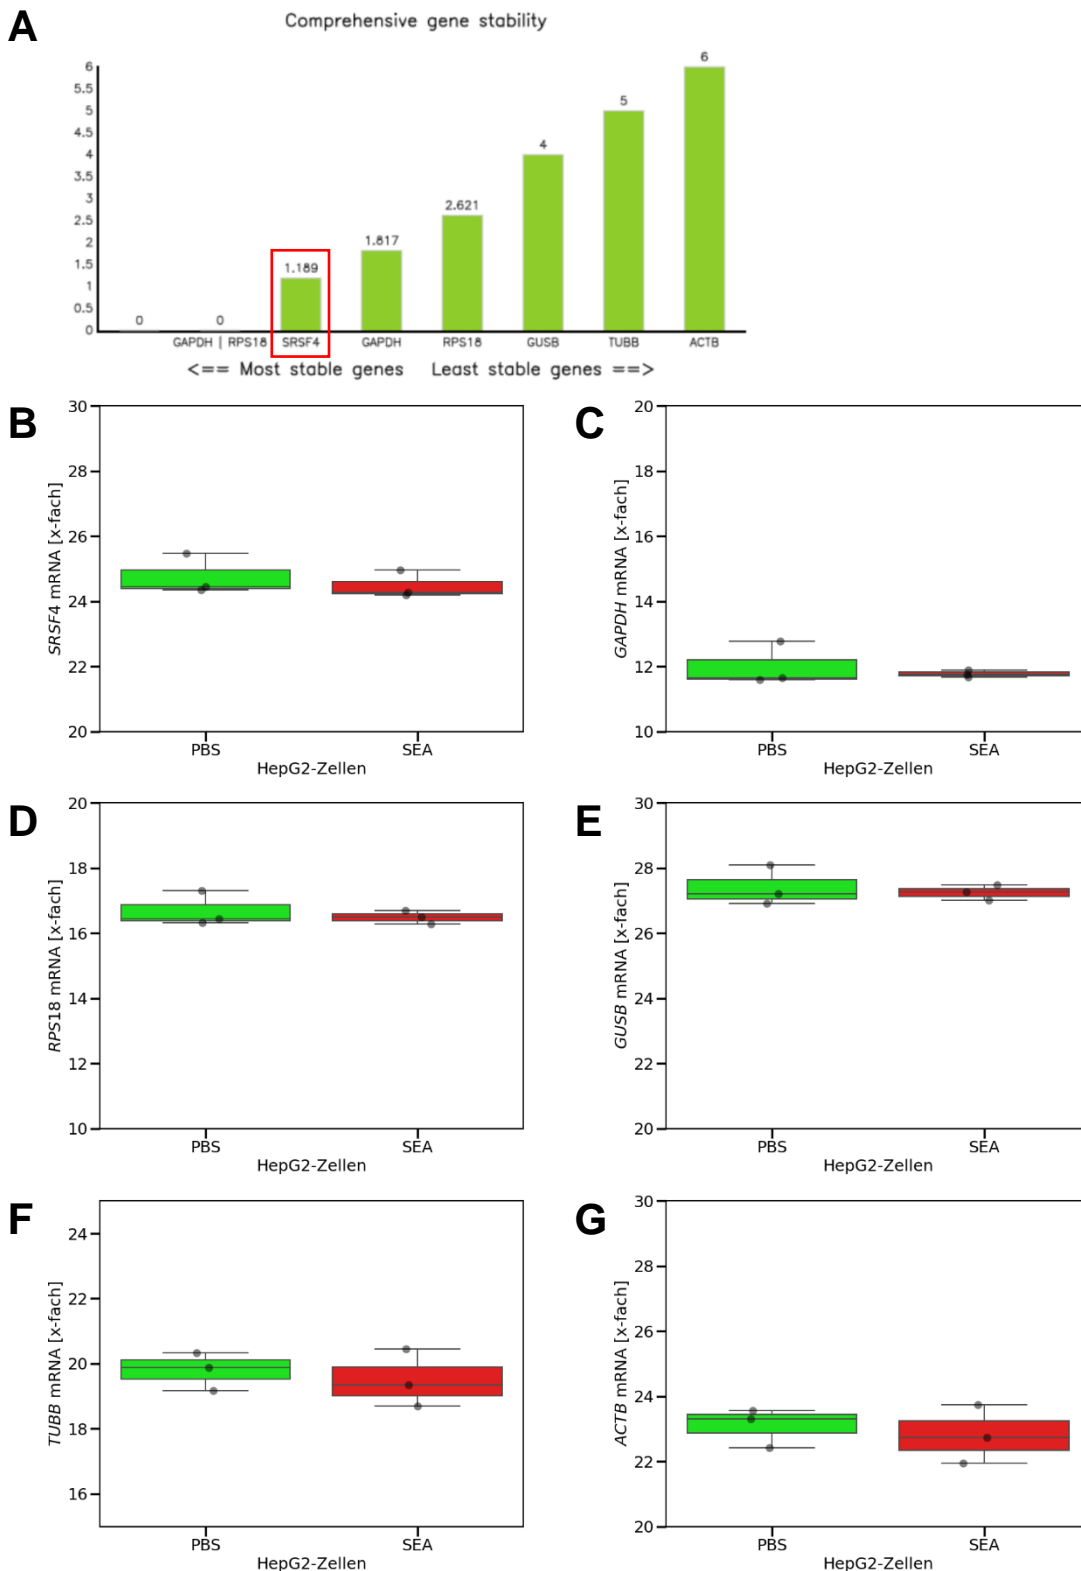 A
Comprehensive gene stability
6
5.5
5
4.5
4
3.5
3
2.5
2
1.5
1
0.5
0
0
0
1.189
1.817
2.621
4
5
6
GAPDH | RPS18 SRSF4 GAPDH RPS18 GUSB TUBB ACTB
<== Most stable genes Least stable genes ==>
B
SRSF4 mRNA [x-fach]
30
28
26
24
22
20
PBS SEA
HepG2-Zellen
C
GAPDH mRNA [x-fach]
20
18
16
14
12
10
PBS SEA
HepG2-Zellen
D
RPS18 mRNA [x-fach]
20
18
16
14
12
10
PBS SEA
HepG2-Zellen
E
GUSB mRNA [x-fach]
30
28
26
24
22
20
PBS SEA
HepG2-Zellen
F
TUBB mRNA [x-fach]
24
22
20
18
16
PBS SEA
HepG2-Zellen
G
ACTB mRNA [x-fach]
30
28
26
24
22
20
PBS SEA
HepG2-Zellen